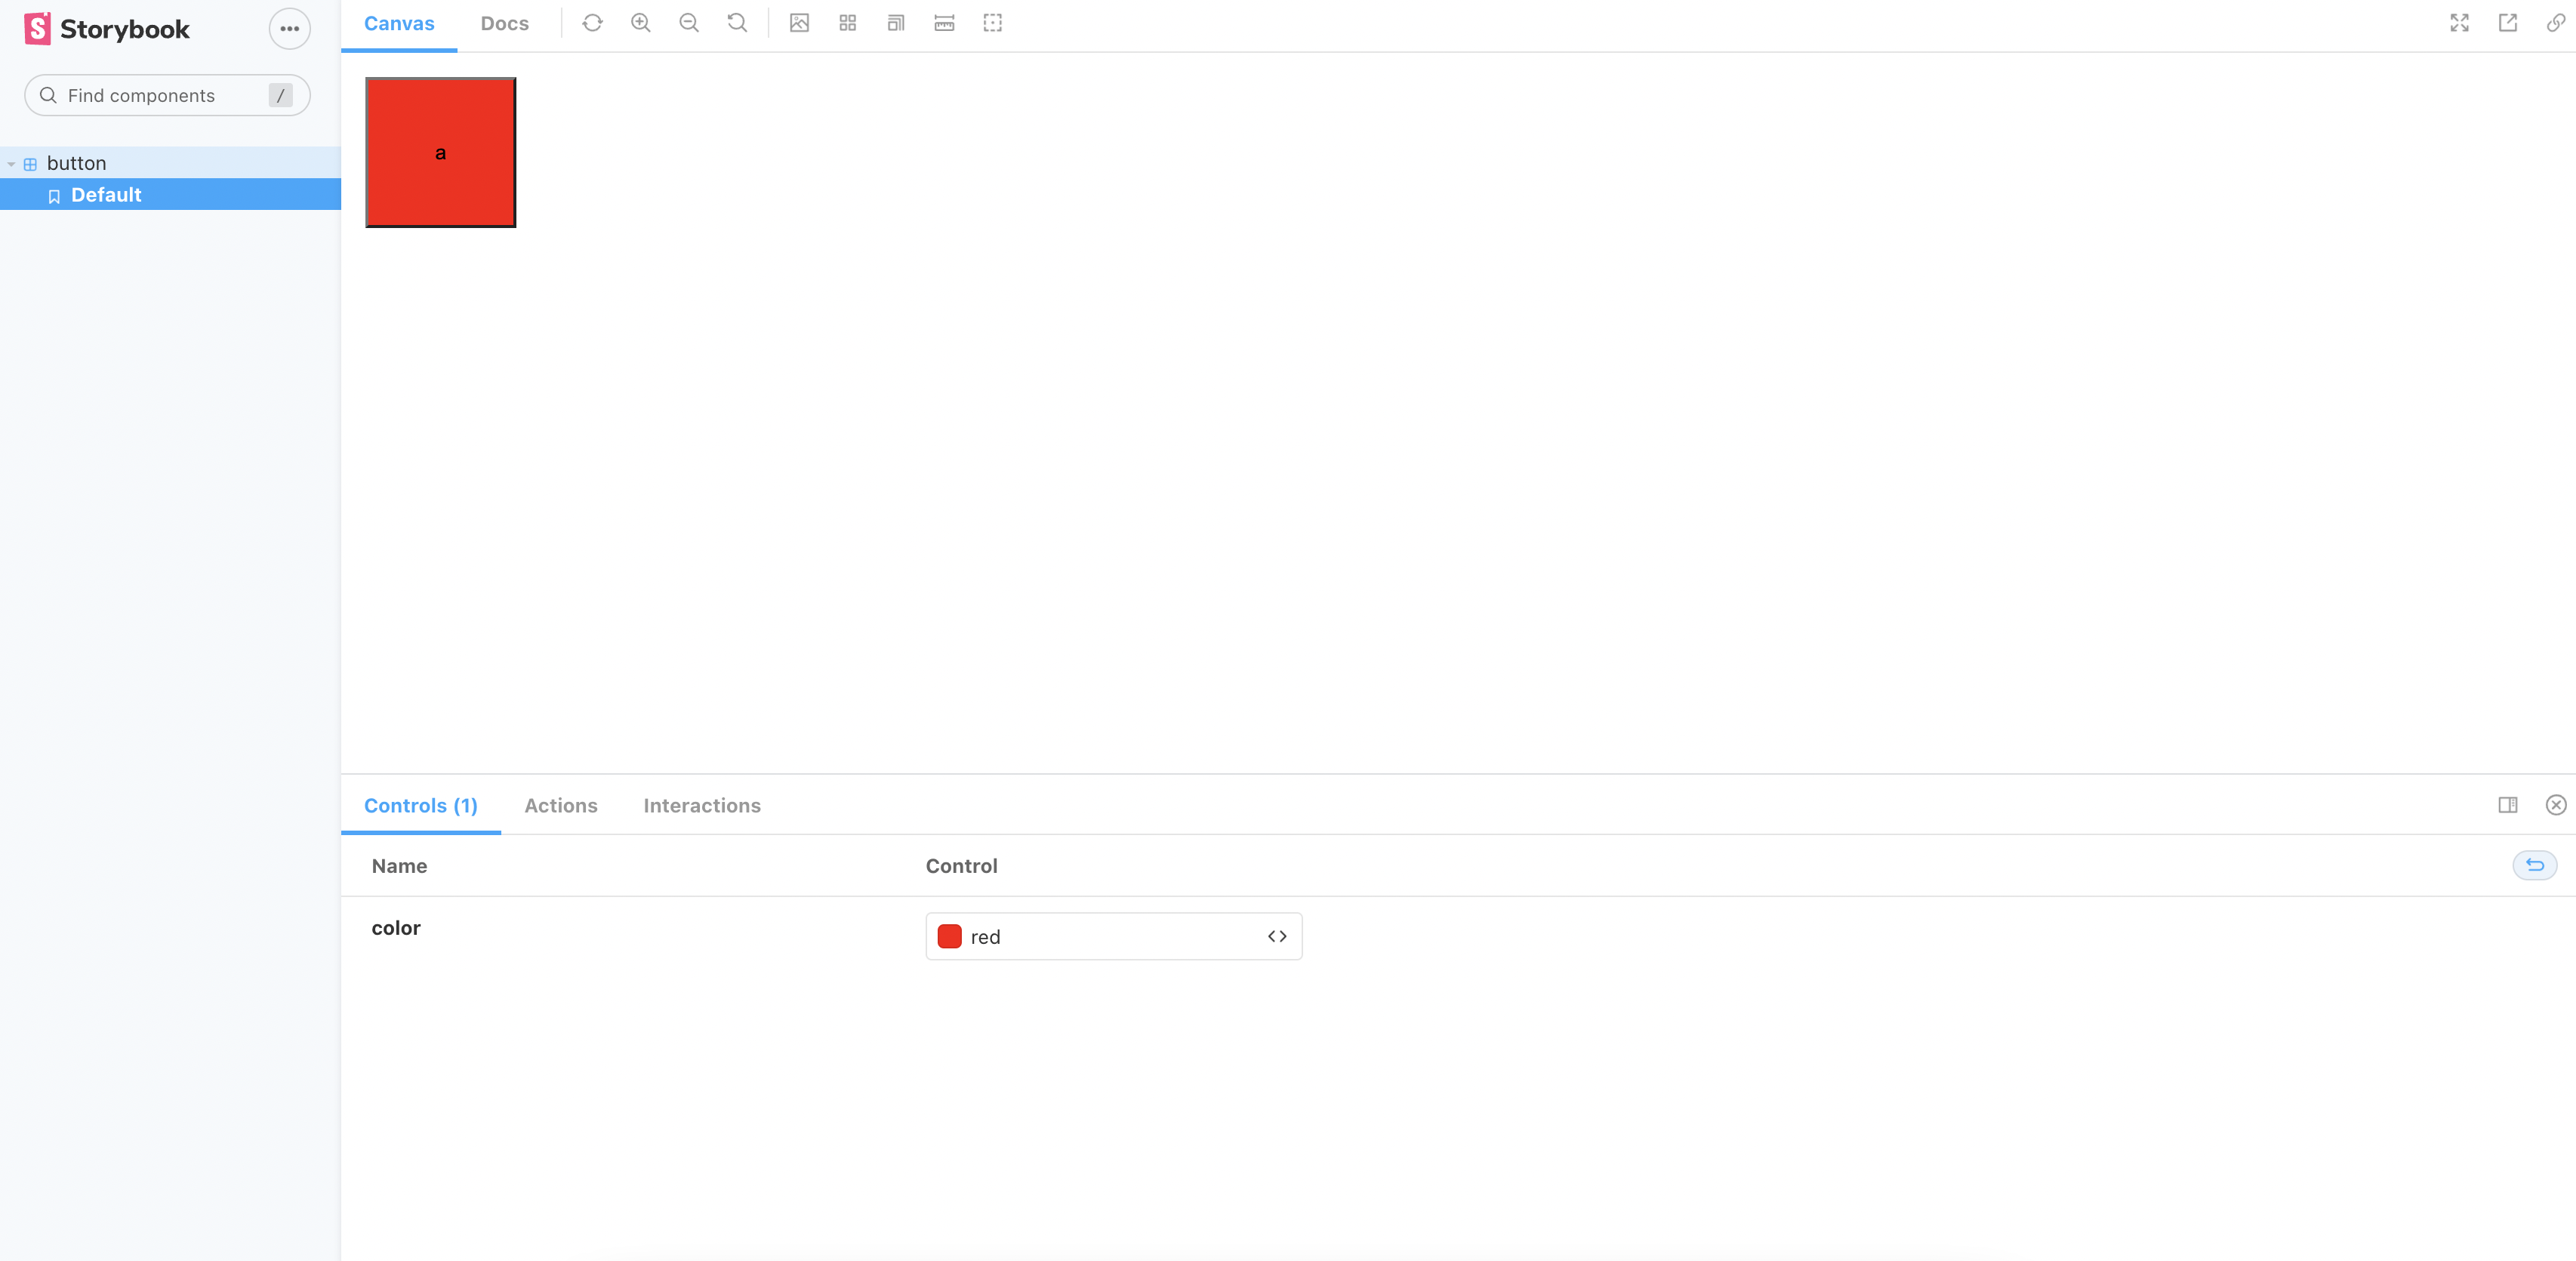 Storybook
Find components /
button
Default
Canvas Docs
a
Controls (1) Actions Interactions
Name Control
color red